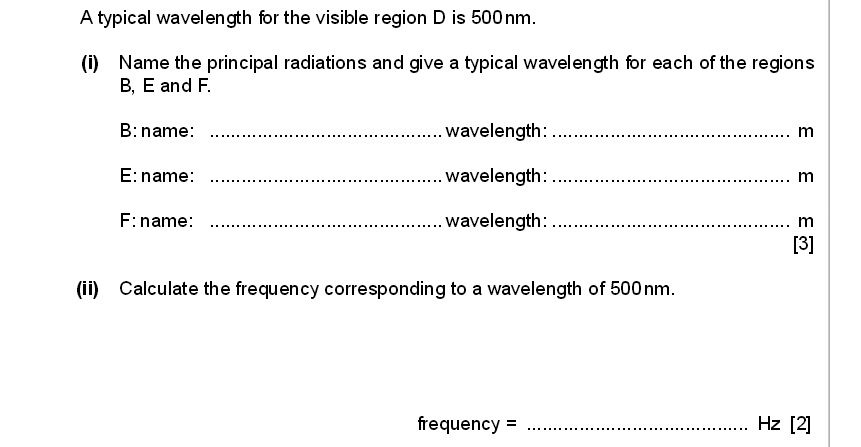 A typical wavelength for the visible region D is 500 nm.
(i) Name the principal radiations and give a typical wavelength for each of the regions
B, E and F.
B: name: ............................................ wavelength: ............................................. m
E: name: ............................................ wavelength: ............................................. m
F: name: ............................................ wavelength: ............................................. m
[3]
(ii) Calculate the frequency corresponding to a wavelength of 500 nm.
frequency = .......................................... Hz [2]